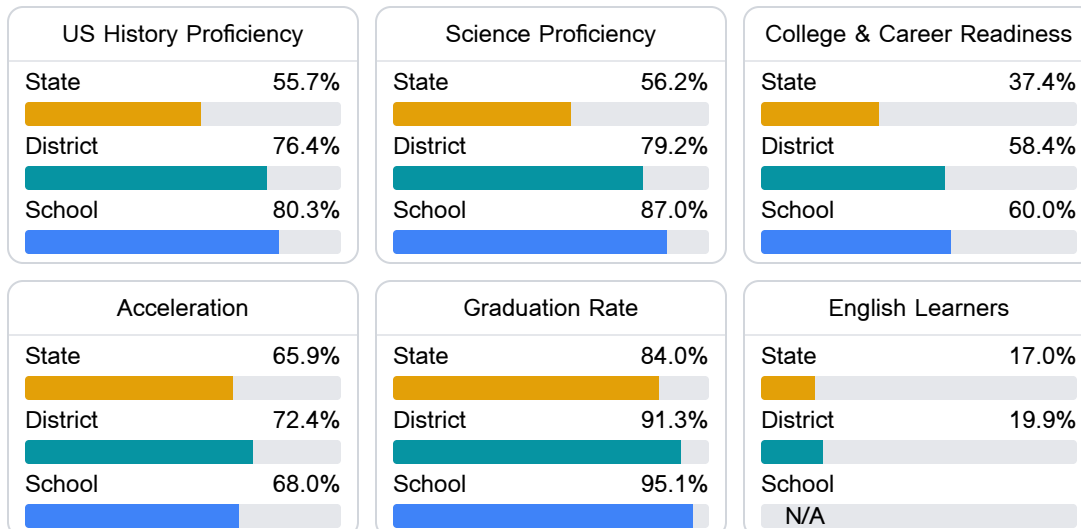 US History Proficiency
State 55.7%
District 76.4%
School 80.3%
Science Proficiency
State 56.2%
District 79.2%
School 87.0%
College & Career Readiness
State 37.4%
District 58.4%
School 60.0%
Acceleration
State 65.9%
District 72.4%
School 68.0%
Graduation Rate
State 84.0%
District 91.3%
School 95.1%
English Learners
State 17.0%
District 19.9%
School
N/A